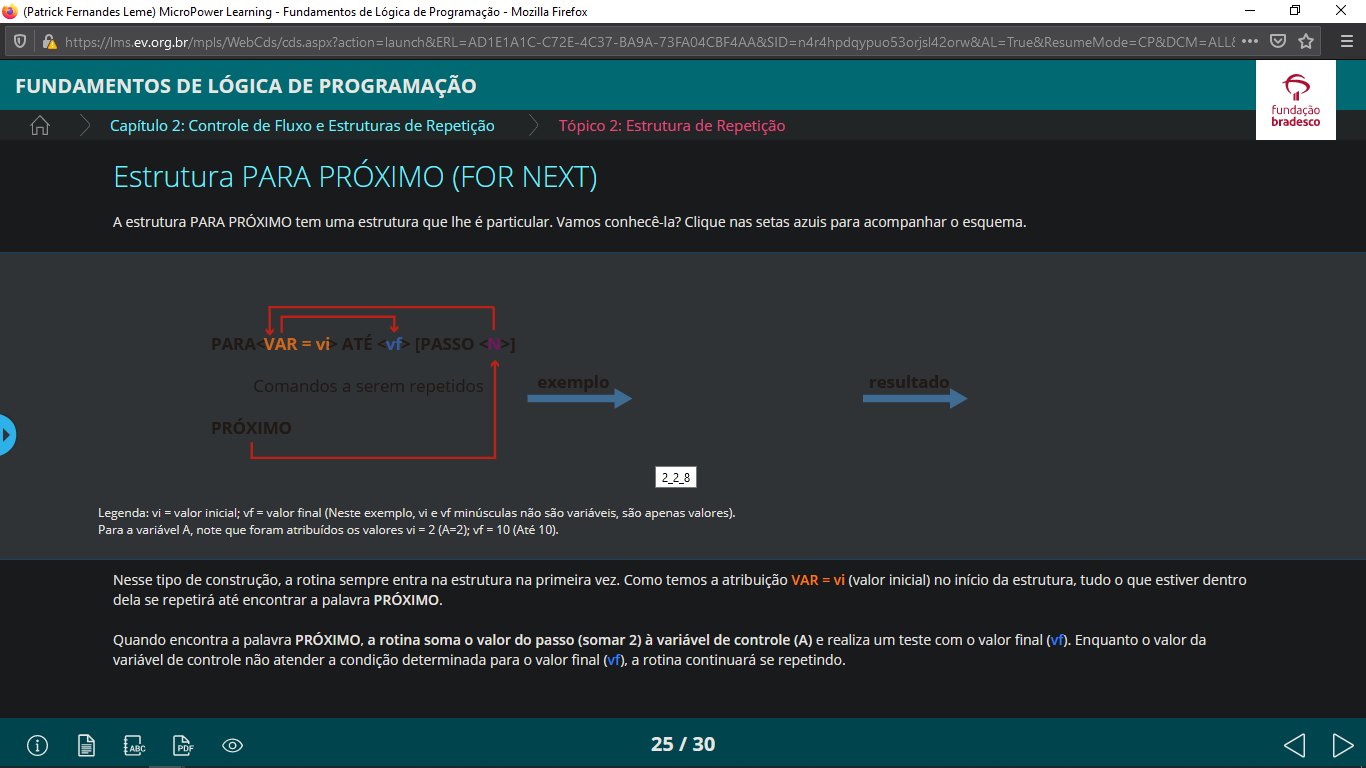 (Patrick Fernandes Leme) MicroPower Learning - Fundamentos de Lógica de Programação - Mozilla Firefox
https://lms.ev.org.br/mpls/WebCds/cds.aspx?action=launch&ERL=AD1E1A1C-C72E-4C37-BA9A-73FA04CBF4AA&SID=n4r4hpdqypuo53orjsl42orw&AL=True&ResumeMode=CP&DCM=ALL&
FUNDAMENTOS DE LÓGICA DE PROGRAMAÇÃO
fundação
bradesco
Capítulo 2: Controle de Fluxo e Estruturas de Repetição
Tópico 2: Estrutura de Repetição
Estrutura PARA PRÓXIMO (FOR NEXT)
A estrutura PARA PRÓXIMO tem uma estrutura que lhe é particular. Vamos conhecê-la? Clique nas setas azuis para acompanhar o esquema.
PARA<VAR = vi> ATÉ <vf> [PASSO <N>]
Comandos a serem repetidos
PRÓXIMO
exemplo
resultado
2_2_8
Legenda: vi = valor inicial; vf = valor final (Neste exemplo, vi e vf minúsculas não são variáveis, são apenas valores).
Para a variável A, note que foram atribuídos os valores vi = 2 (A=2); vf = 10 (Até 10).
Nesse tipo de construção, a rotina sempre entra na estrutura na primeira vez. Como temos a atribuição VAR = vi (valor inicial) no início da estrutura, tudo o que estiver dentro
dela se repetirá até encontrar a palavra PRÓXIMO.
Quando encontra a palavra PRÓXIMO, a rotina soma o valor do passo (somar 2) à variável de controle (A) e realiza um teste com o valor final (vf). Enquanto o valor da
variável de controle não atender a condição determinada para o valor final (vf), a rotina continuará se repetindo.
ABC
PDF
25 / 30